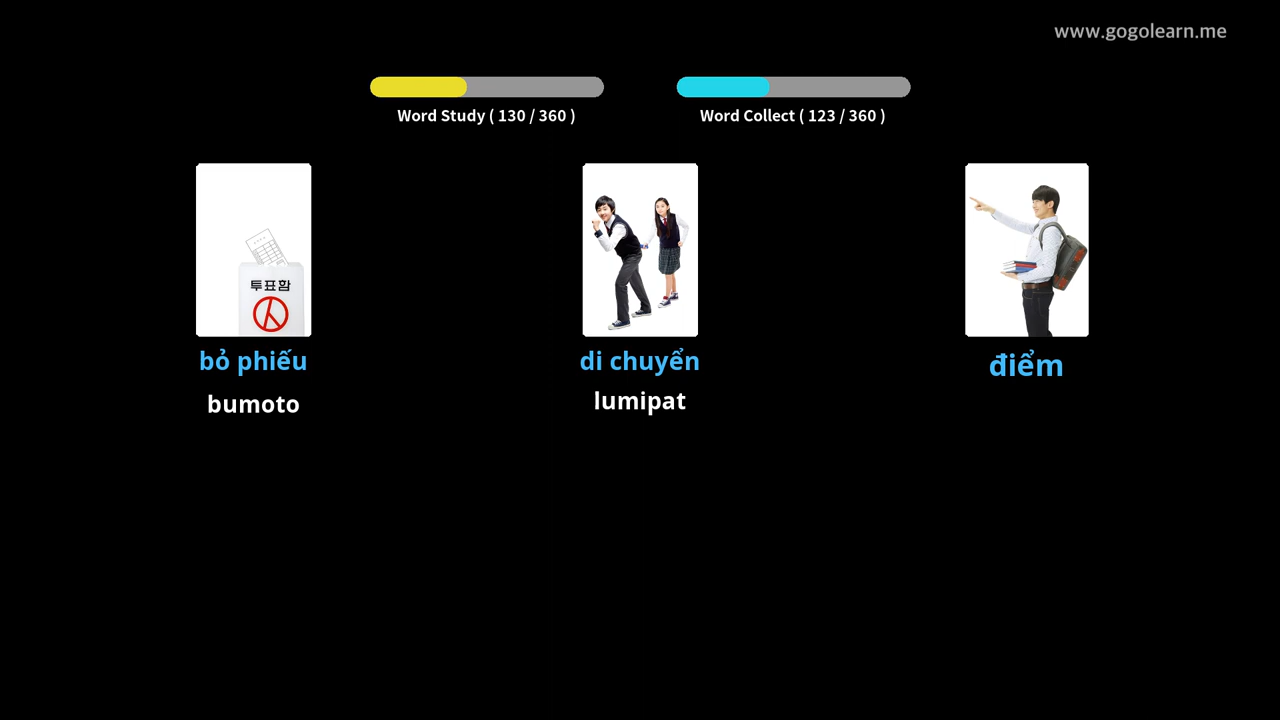 www.gogolearn.me
Word Study ( 130 / 360 )
Word Collect ( 123 / 360 )
투표함
bỏ phiếu
di chuyển
điểm
bumoto
lumipat